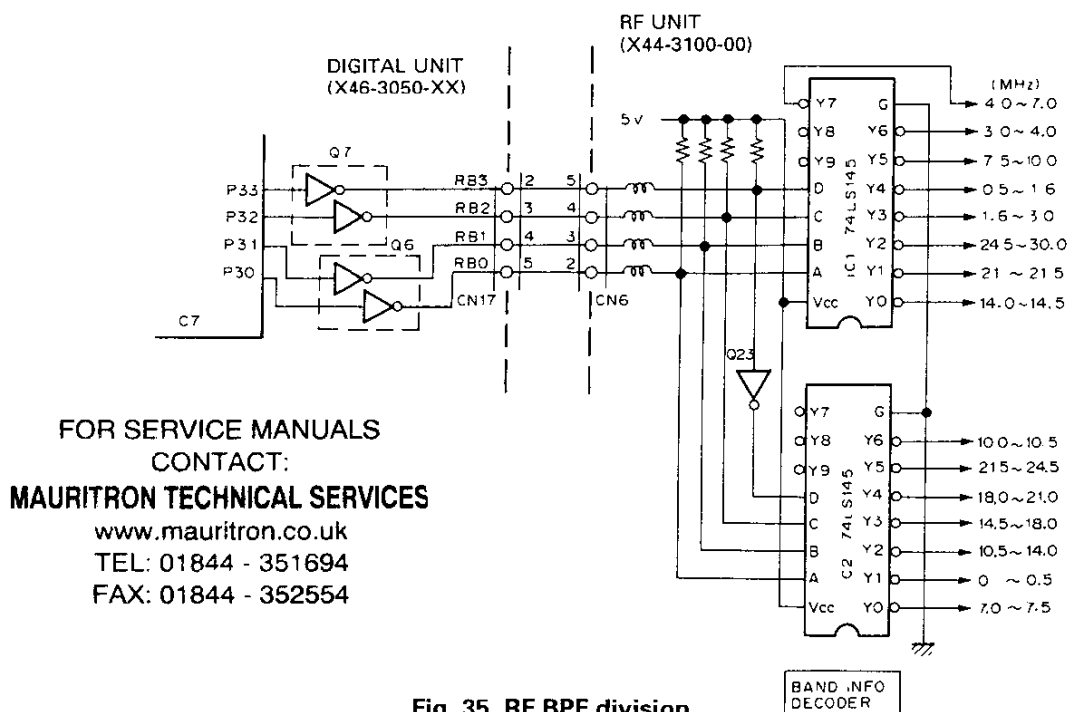 RF UNIT
(X44-3100-00)
DIGITAL UNIT
(X46-3050-XX)
5v
Q7
P33
P32
P31
P30
C7
Q6
RB3
RB2
RB1
RB0
CN17
2
3
4
5
5
4
3
2
CN6
Q23
Y7
Y8
Y9
D
C
B
A
Vcc
IC1 74LS145
G
Y6
Y5
Y4
Y3
Y2
Y1
Y0
(MHz)
4 0~7.0
3 0~4.0
7 5~10 0
0 5~1 6
1.6~3 0
24 5~30.0
21 ~21 5
14.0~14.5
Y7
Y8
Y9
D
C
B
A
Vcc
C2 74LS145
G
Y6
Y5
Y4
Y3
Y2
Y1
Y0
10 0~10 5
21 5~24.5
18,0~21.0
14.5~18.0
10,5~14.0
0 ~0.5
7.0~7.5
BAND INFO
DECODER
FOR SERVICE MANUALS
CONTACT:
MAURITRON TECHNICAL SERVICES
www.mauritron.co.uk
TEL: 01844 - 351694
FAX: 01844 - 352554
Fig. 35 RF BPF division